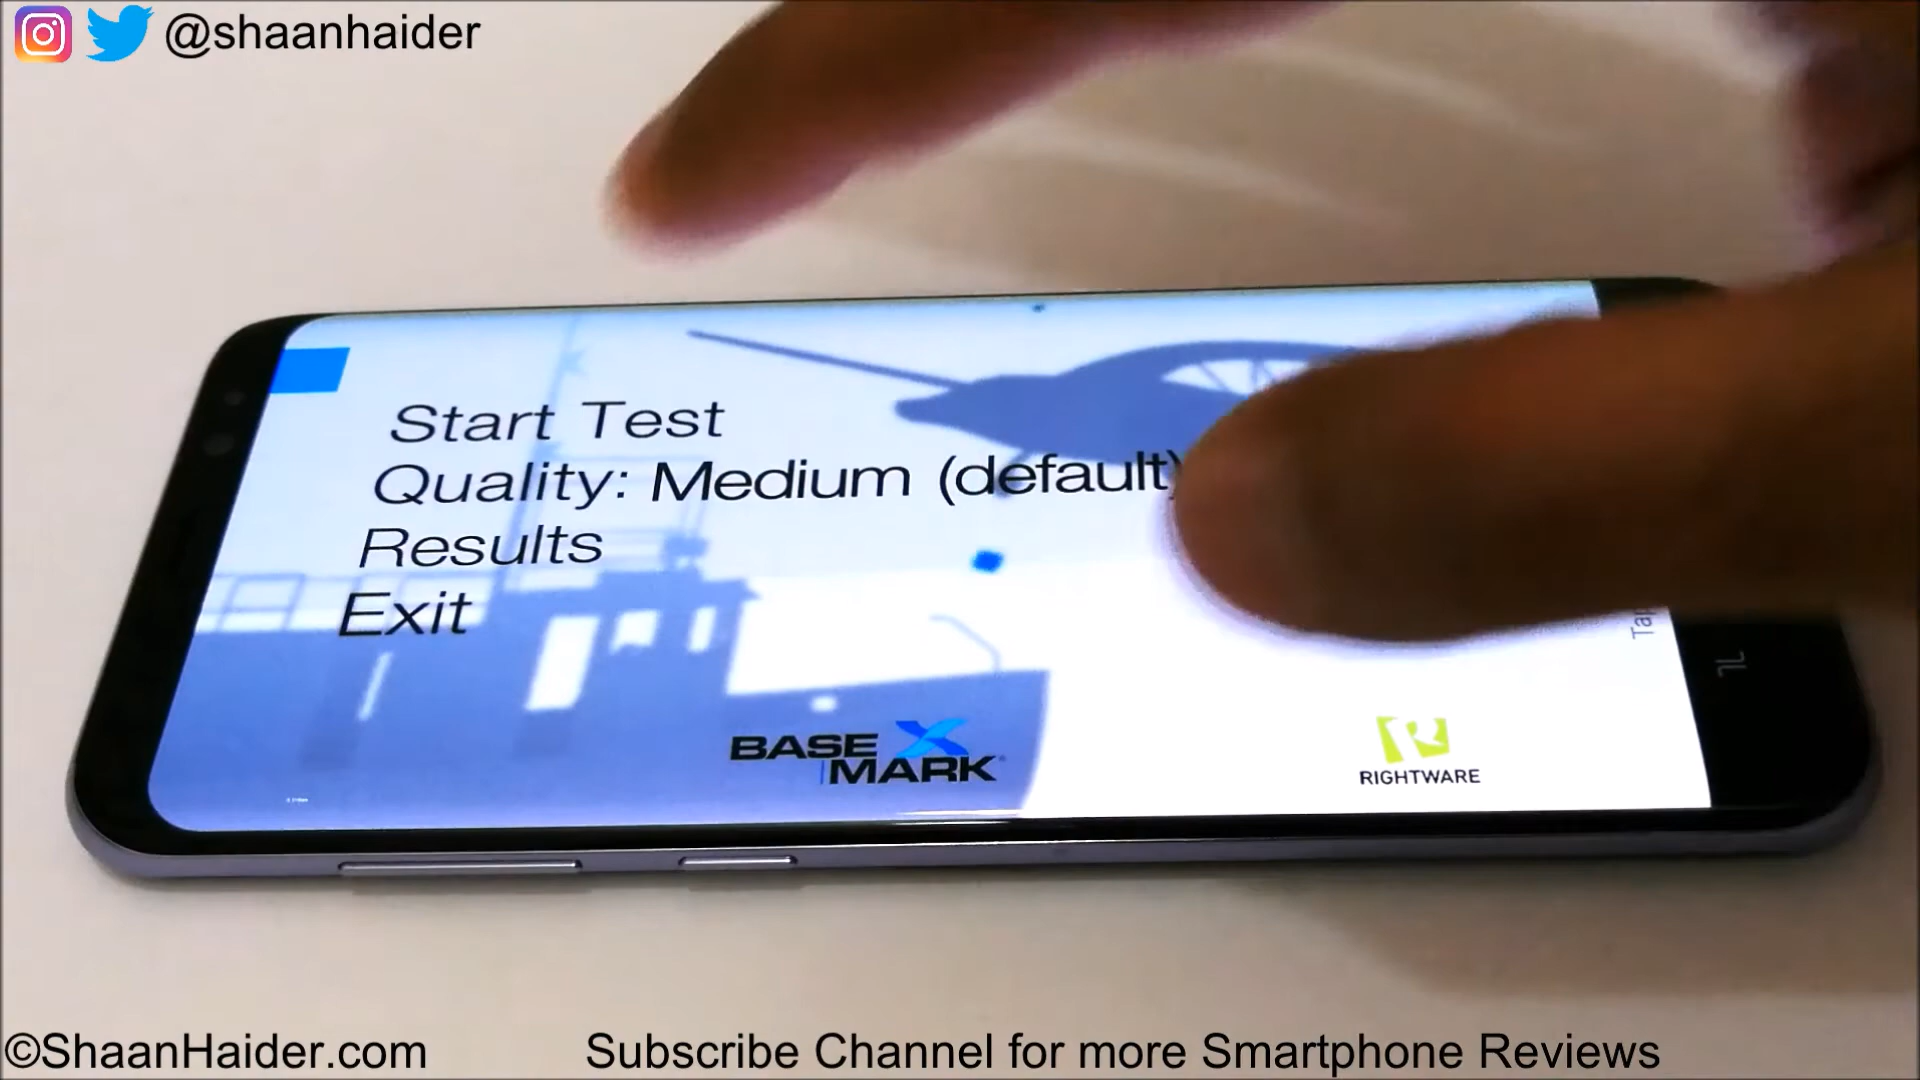 @shaanhaider
Start Test
Quality: Medium (default)
Results
Exit
BASE
MARK
RIGHTWARE
©ShaanHaider.com
Subscribe Channel for more Smartphone Reviews